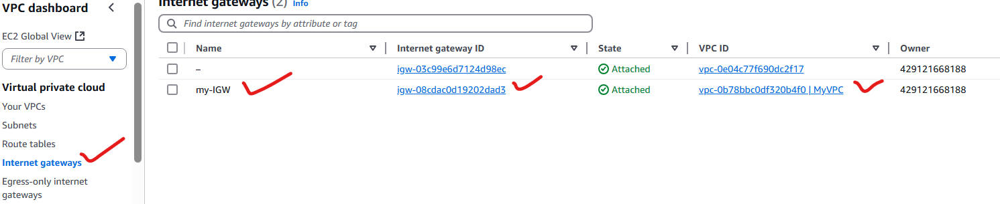 VPC dashboard
EC2 Global View
Filter by VPC
Virtual private cloud
Your VPCs
Subnets
Route tables
Internet gateways
Egress-only internet
gateways
Internet gateways (2) Info
Find internet gateways by attribute or tag
Name Internet gateway ID State VPC ID Owner
– igw-03c99e6d7124d98ec Attached vpc-0e04c77f690dc2f17 429121668188
my-IGW igw-08cdac0d19202dad3 Attached vpc-0b78bbc0df320b4f0 | MyVPC 429121668188